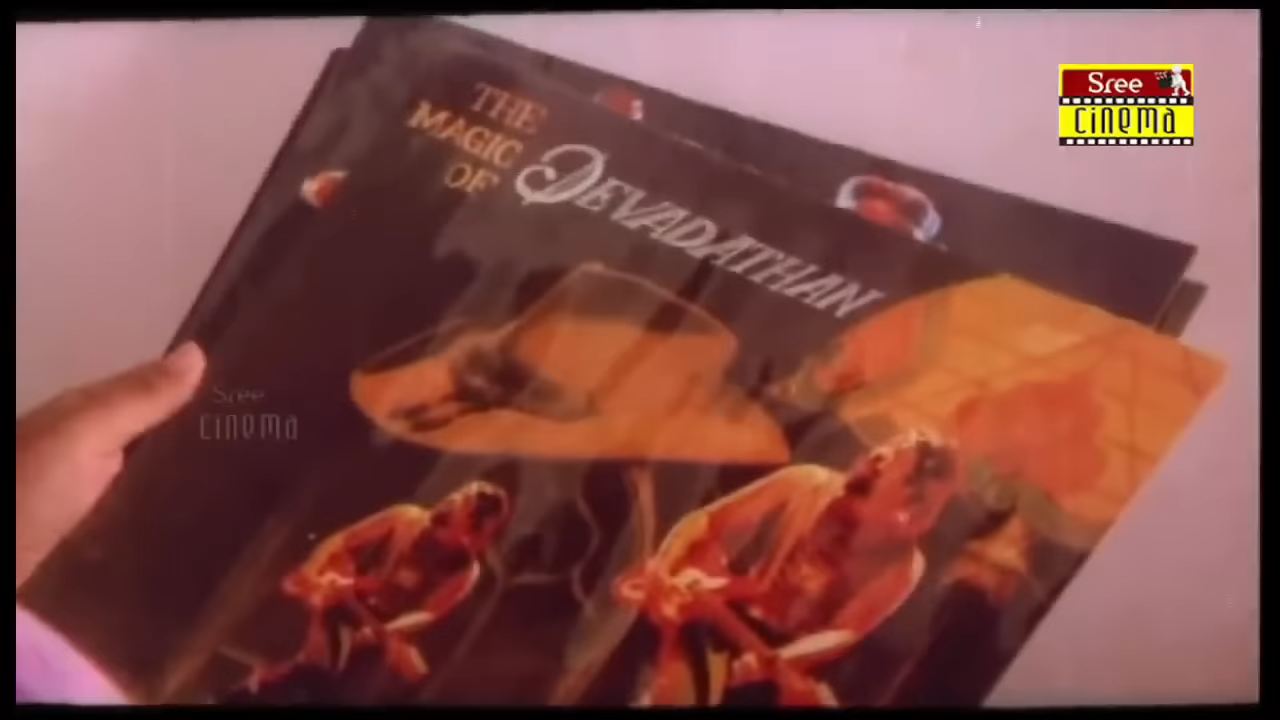 THE
MAGIC
OF
DEVADATHAN
Sree
cinema
Sree
cinema